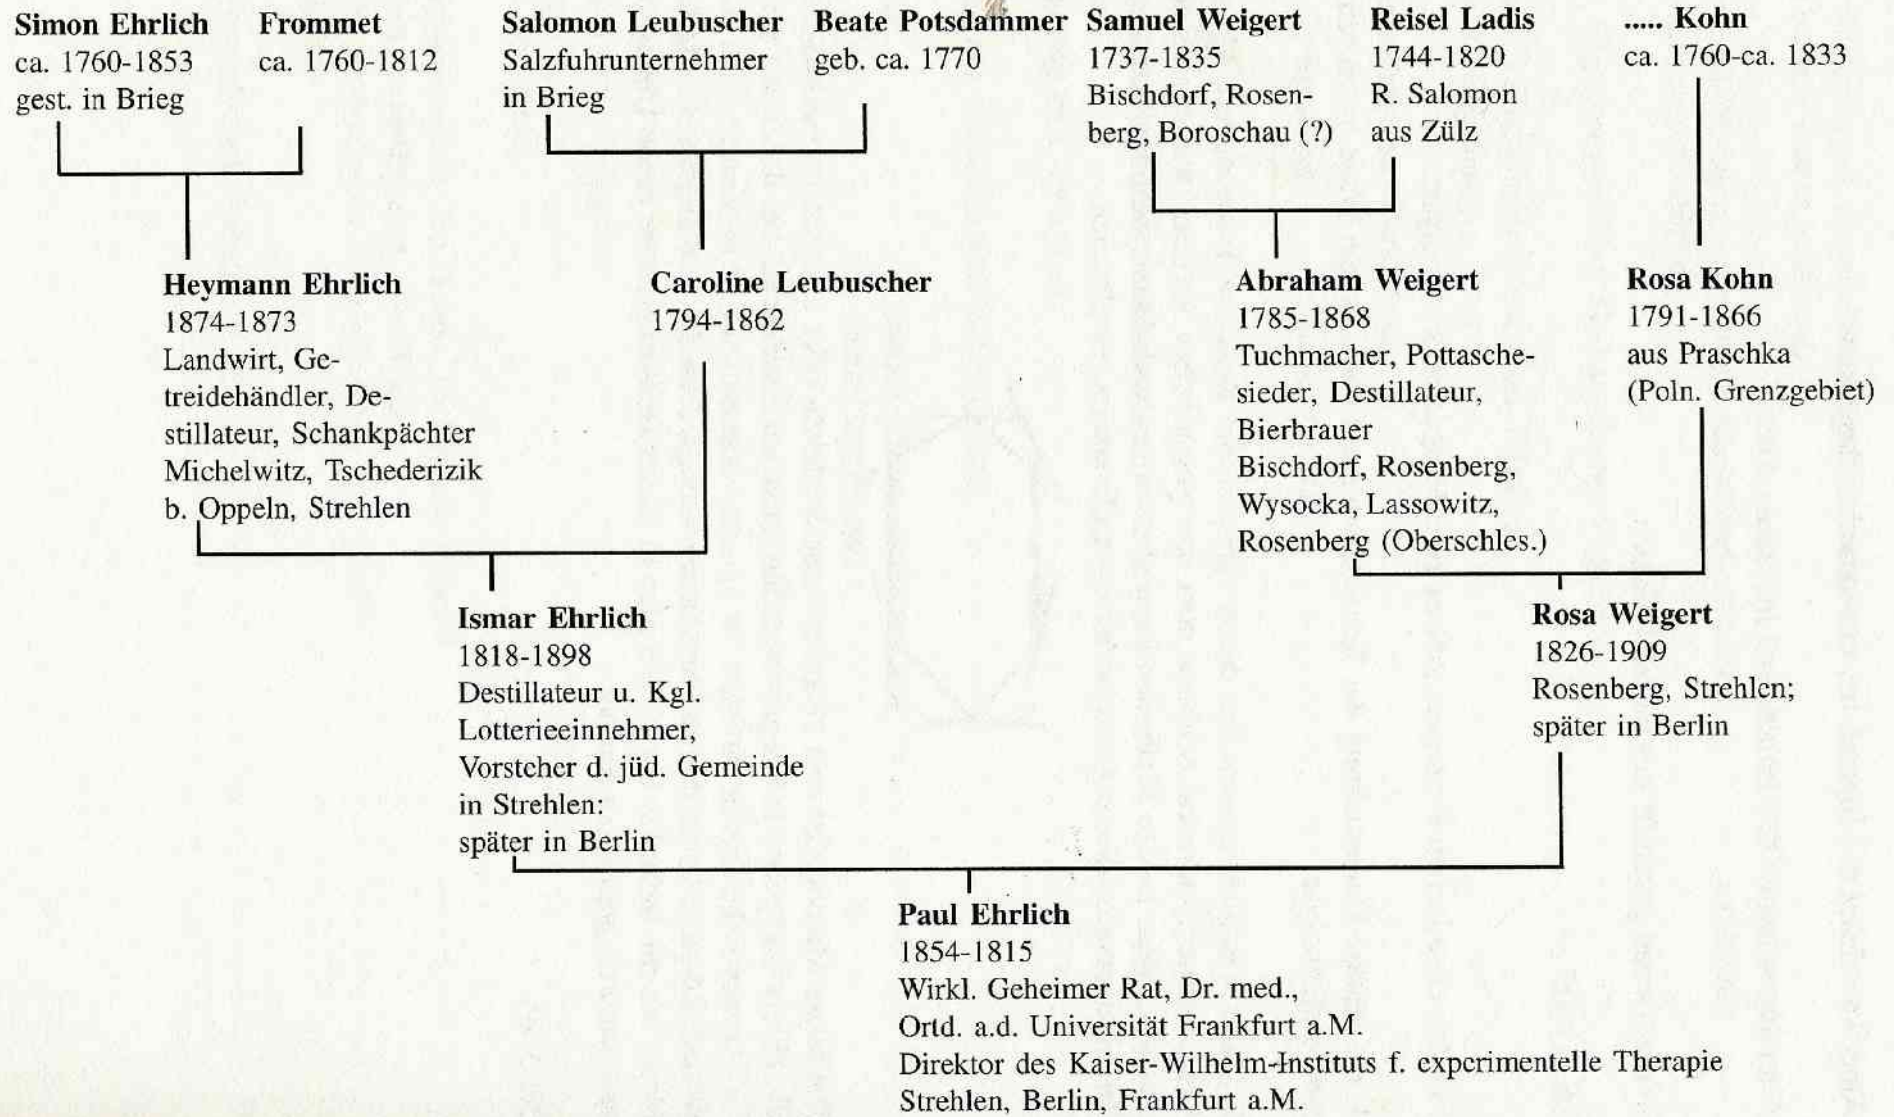 Simon Ehrlich
ca. 1760-1853
gest. in Brieg
Frommet
ca. 1760-1812
Salomon Leubuscher
Salzfuhrunternehmer
in Brieg
Beate Potsdammer
geb. ca. 1770
Samuel Weigert
1737-1835
Bischdorf, Rosen-
berg, Boroschau (?)
Reisel Ladis
1744-1820
R. Salomon
aus Zülz
..... Kohn
ca. 1760-ca. 1833
Heymann Ehrlich
1874-1873
Landwirt, Ge-
treidehändler, De-
stillateur, Schankpächter
Michelwitz, Tschederizik
b. Oppeln, Strehlen
Caroline Leubuscher
1794-1862
Abraham Weigert
1785-1868
Tuchmacher, Pottasche-
sieder, Destillateur,
Bierbrauer
Bischdorf, Rosenberg,
Wysocka, Lassowitz,
Rosenberg (Oberschles.)
Rosa Kohn
1791-1866
aus Praschka
(Poln. Grenzgebiet)
Ismar Ehrlich
1818-1898
Destillateur u. Kgl.
Lotterieeinnehmer,
Vorsteher d. jüd. Gemeinde
in Strehlen:
später in Berlin
Rosa Weigert
1826-1909
Rosenberg, Strehlen;
später in Berlin
Paul Ehrlich
1854-1815
Wirkl. Geheimer Rat, Dr. med.,
Ortd. a.d. Universität Frankfurt a.M.
Direktor des Kaiser-Wilhelm-Instituts f. experimentelle Therapie
Strehlen, Berlin, Frankfurt a.M.